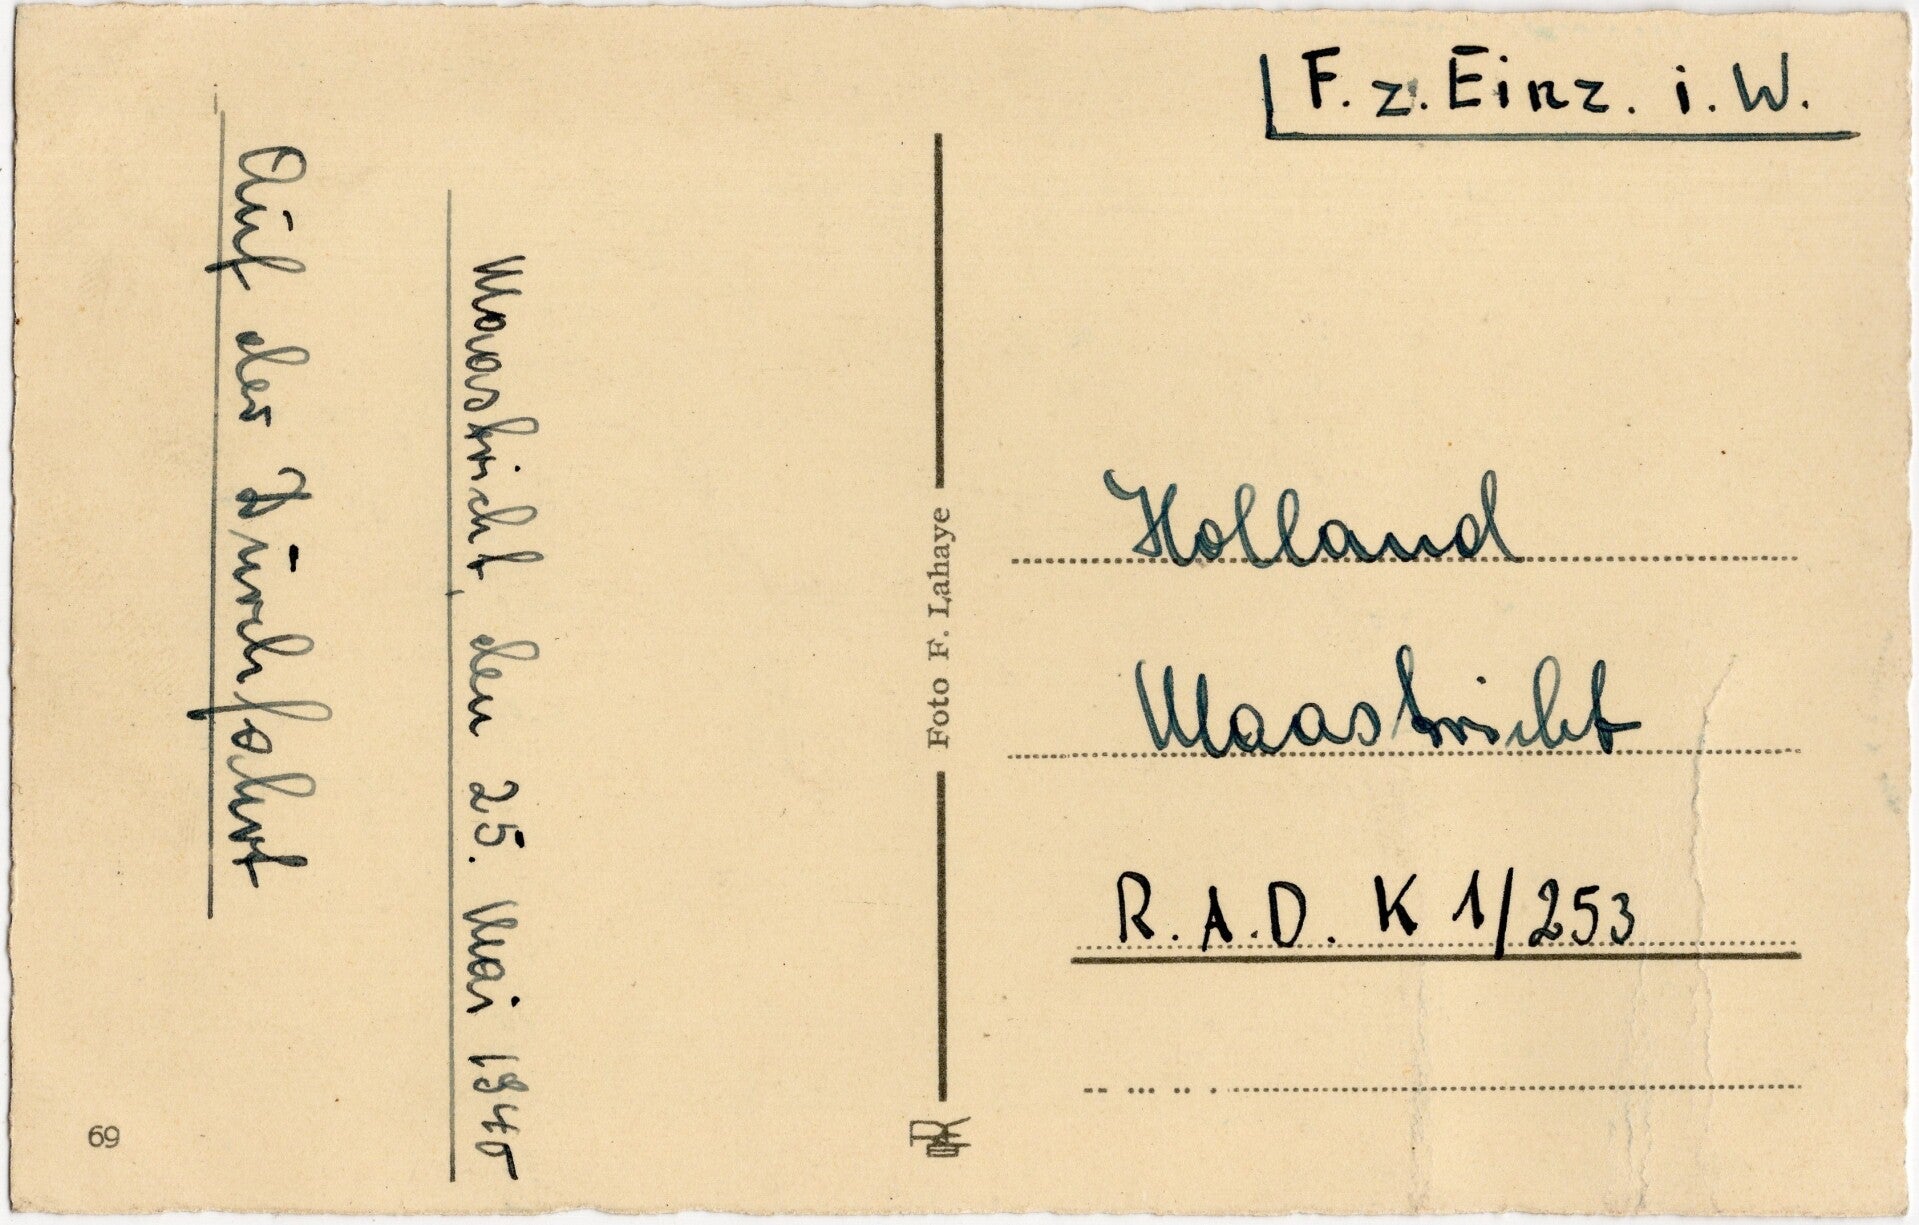 F. z. Einz. i. W.
Auf der Durchfahrt
Maastricht, den 25. Mai 1940
Foto F. Lahaye
Holland
Maastricht
R.A.D. K 1/253
69